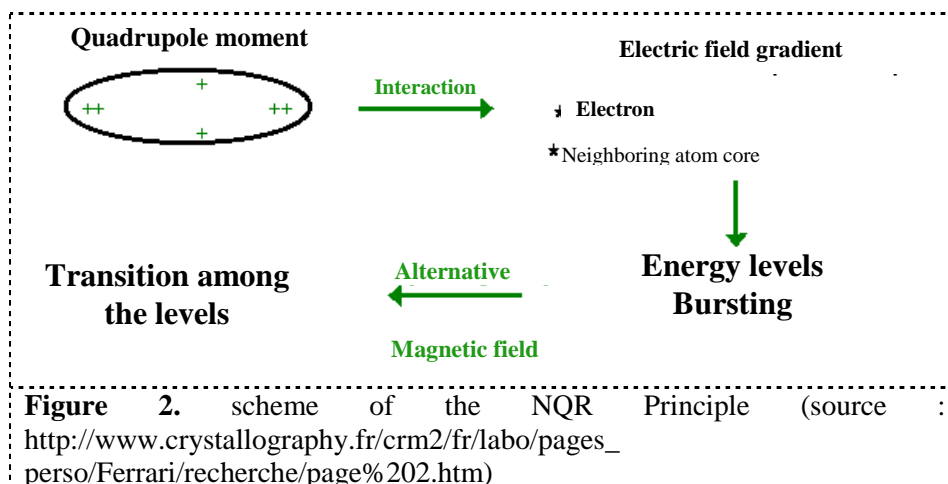 Quadrupole moment
Electric field gradient
Interaction
++ + ++
+
Electron
Neighboring atom core
Transition among
the levels
Alternative
Magnetic field
Energy levels
Bursting
Figure 2. scheme of the NQR Principle (source :
http://www.crystallography.fr/crm2/fr/labo/pages_
perso/Ferrari/recherche/page%202.htm)